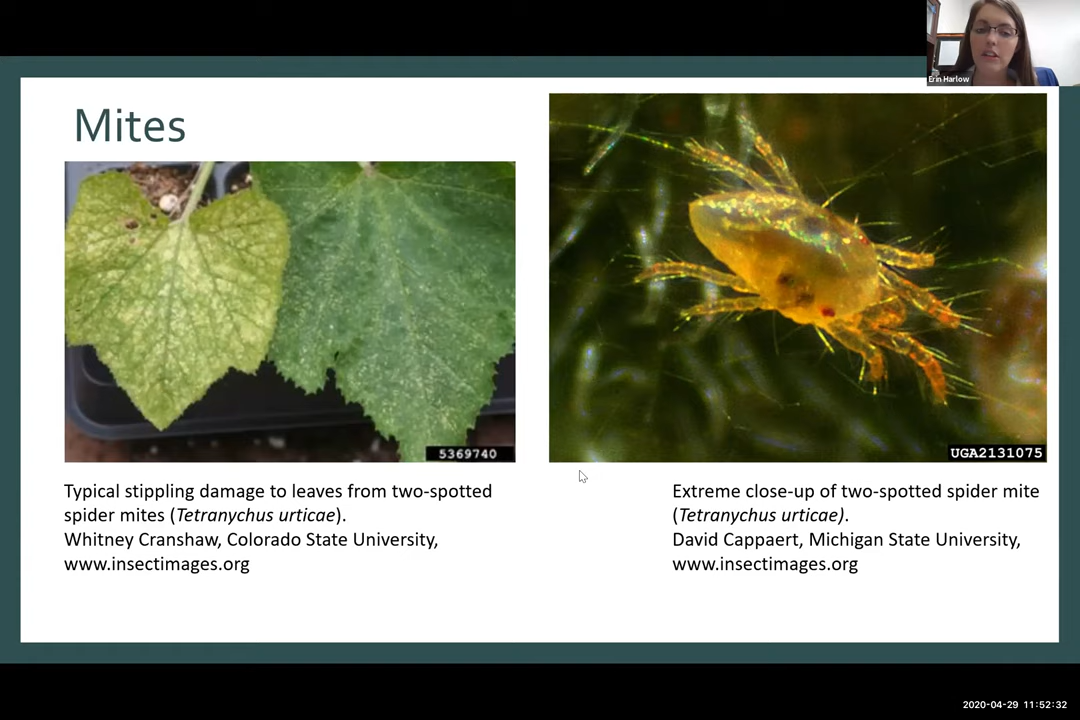 Erin Harlow
Mites
5369740
UGA2131075
Typical stippling damage to leaves from two-spotted
spider mites (Tetranychus urticae).
Whitney Cranshaw, Colorado State University,
www.insectimages.org
Extreme close-up of two-spotted spider mite
(Tetranychus urticae).
David Cappaert, Michigan State University,
www.insectimages.org
2020-04-29 11:52:32